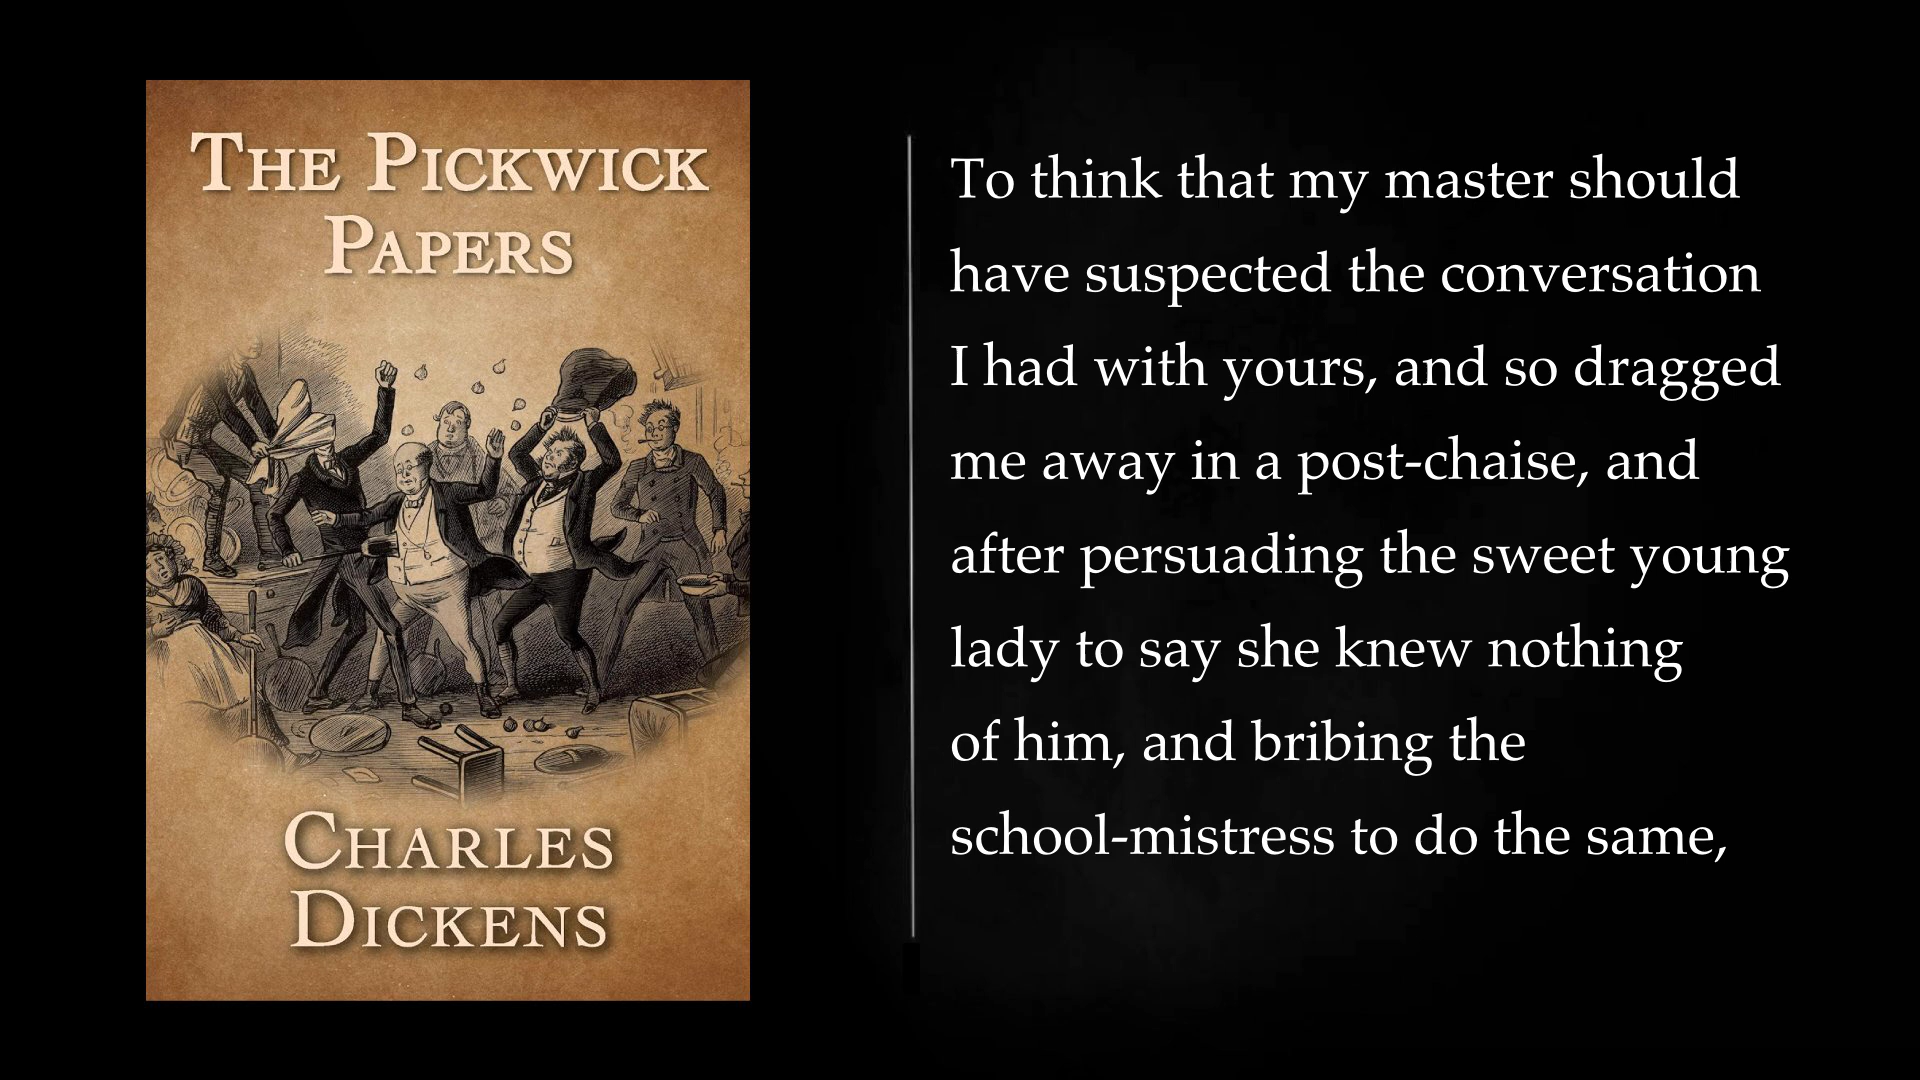 THE PICKWICK
PAPERS
CHARLES
DICKENS
To think that my master should
have suspected the conversation
I had with yours, and so dragged
me away in a post-chaise, and
after persuading the sweet young
lady to say she knew nothing
of him, and bribing the
school-mistress to do the same,